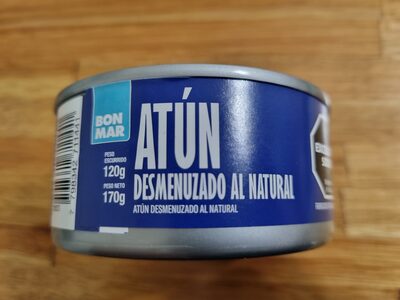 BON
MAR
ATÚN
DESMENUZADO AL NATURAL
ATÚN DESMENUZADO AL NATURAL
PESO
ESCURRIDO
120g
PESO NETO
170g